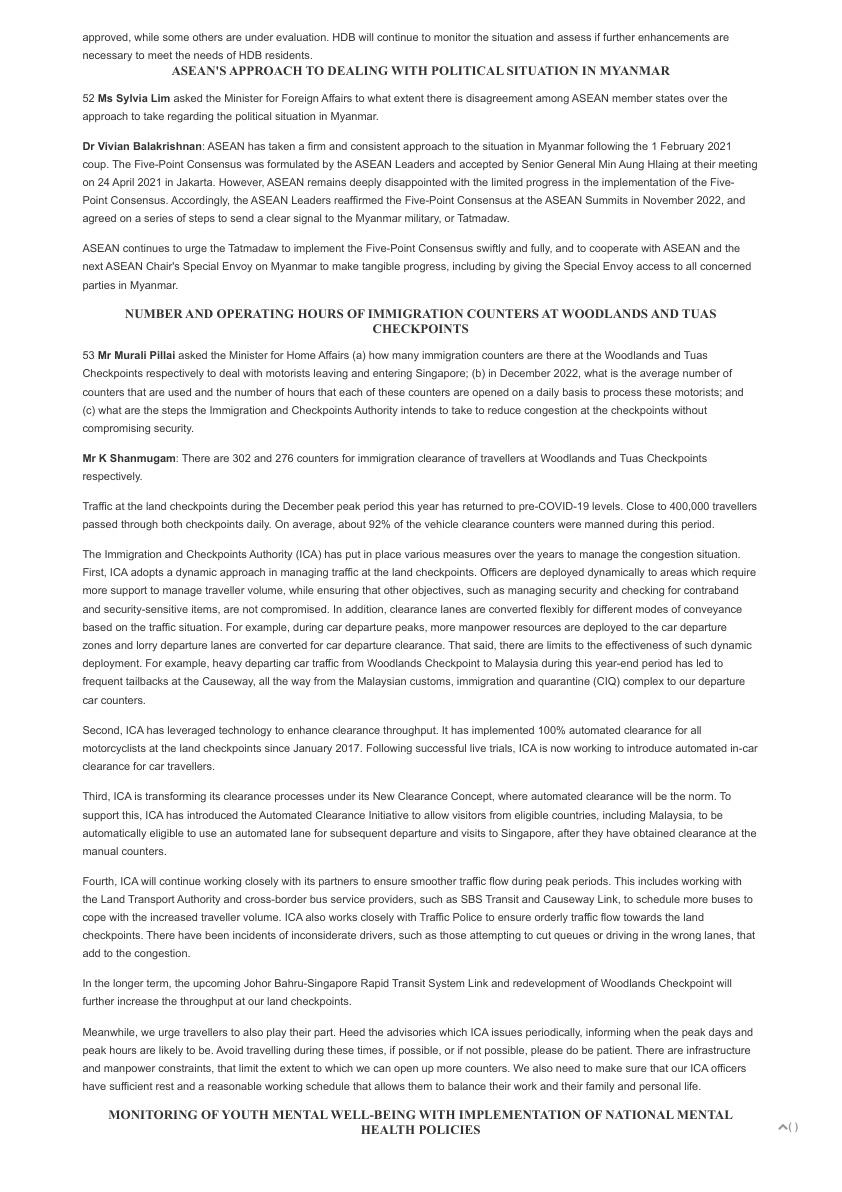 approved, while some others are under evaluation. HDB will continue to monitor the situation and assess if further enhancements are
necessary to meet the needs of HDB residents.
ASEAN'S APPROACH TO DEALING WITH POLITICAL SITUATION IN MYANMAR
52 Ms Sylvia Lim asked the Minister for Foreign Affairs to what extent there is disagreement among ASEAN member states over the
approach to take regarding the political situation in Myanmar.
Dr Vivian Balakrishnan: ASEAN has taken a firm and consistent approach to the situation in Myanmar following the 1 February 2021
coup. The Five-Point Consensus was formulated by the ASEAN Leaders and accepted by Senior General Min Aung Hlaing at their meeting
on 24 April 2021 in Jakarta. However, ASEAN remains deeply disappointed with the limited progress in the implementation of the Five-
Point Consensus. Accordingly, the ASEAN Leaders reaffirmed the Five-Point Consensus at the ASEAN Summits in November 2022, and
agreed on a series of steps to send a clear signal to the Myanmar military, or Tatmadaw.
ASEAN continues to urge the Tatmadaw to implement the Five-Point Consensus swiftly and fully, and to cooperate with ASEAN and the
next ASEAN Chair's Special Envoy on Myanmar to make tangible progress, including by giving the Special Envoy access to all concerned
parties in Myanmar.
NUMBER AND OPERATING HOURS OF IMMIGRATION COUNTERS AT WOODLANDS AND TUAS
CHECKPOINTS
53 Mr Murali Pillai asked the Minister for Home Affairs (a) how many immigration counters are there at the Woodlands and Tuas
Checkpoints respectively to deal with motorists leaving and entering Singapore; (b) in December 2022, what is the average number of
counters that are used and the number of hours that each of these counters are opened on a daily basis to process these motorists; and
(c) what are the steps the Immigration and Checkpoints Authority intends to take to reduce congestion at the checkpoints without
compromising security.
Mr K Shanmugam: There are 302 and 276 counters for immigration clearance of travellers at Woodlands and Tuas Checkpoints
respectively.
Traffic at the land checkpoints during the December peak period this year has returned to pre-COVID-19 levels. Close to 400,000 travellers
passed through both checkpoints daily. On average, about 92% of the vehicle clearance counters were manned during this period.
The Immigration and Checkpoints Authority (ICA) has put in place various measures over the years to manage the congestion situation.
First, ICA adopts a dynamic approach in managing traffic at the land checkpoints. Officers are deployed dynamically to areas which require
more support to manage traveller volume, while ensuring that other objectives, such as managing security and checking for contraband
and security-sensitive items, are not compromised. In addition, clearance lanes are converted flexibly for different modes of conveyance
based on the traffic situation. For example, during car departure peaks, more manpower resources are deployed to the car departure
zones and lorry departure lanes are converted for car departure clearance. That said, there are limits to the effectiveness of such dynamic
deployment. For example, heavy departing car traffic from Woodlands Checkpoint to Malaysia during this year-end period has led to
frequent tailbacks at the Causeway, all the way from the Malaysian customs, immigration and quarantine (CIQ) complex to our departure
car counters.
Second, ICA has leveraged technology to enhance clearance throughput. It has implemented 100% automated clearance for all
motorcyclists at the land checkpoints since January 2017. Following successful live trials, ICA is now working to introduce automated in-car
clearance for car travellers.
Third, ICA is transforming its clearance processes under its New Clearance Concept, where automated clearance will be the norm. To
support this, ICA has introduced the Automated Clearance Initiative to allow visitors from eligible countries, including Malaysia, to be
automatically eligible to use an automated lane for subsequent departure and visits to Singapore, after they have obtained clearance at the
manual counters.
Fourth, ICA will continue working closely with its partners to ensure smoother traffic flow during peak periods. This includes working with
the Land Transport Authority and cross-border bus service providers, such as SBS Transit and Causeway Link, to schedule more buses to
cope with the increased traveller volume. ICA also works closely with Traffic Police to ensure orderly traffic flow towards the land
checkpoints. There have been incidents of inconsiderate drivers, such as those attempting to cut queues or driving in the wrong lanes, that
add to the congestion.
In the longer term, the upcoming Johor Bahru-Singapore Rapid Transit System Link and redevelopment of Woodlands Checkpoint will
further increase the throughput at our land checkpoints.
Meanwhile, we urge travellers to also play their part. Heed the advisories which ICA issues periodically, informing when the peak days and
peak hours are likely to be. Avoid travelling during these times, if possible, or if not possible, please do be patient. There are infrastructure
and manpower constraints, that limit the extent to which we can open up more counters. We also need to make sure that our ICA officers
have sufficient rest and a reasonable working schedule that allows them to balance their work and their family and personal life.
MONITORING OF YOUTH MENTAL WELL-BEING WITH IMPLEMENTATION OF NATIONAL MENTAL
HEALTH POLICIES
( )